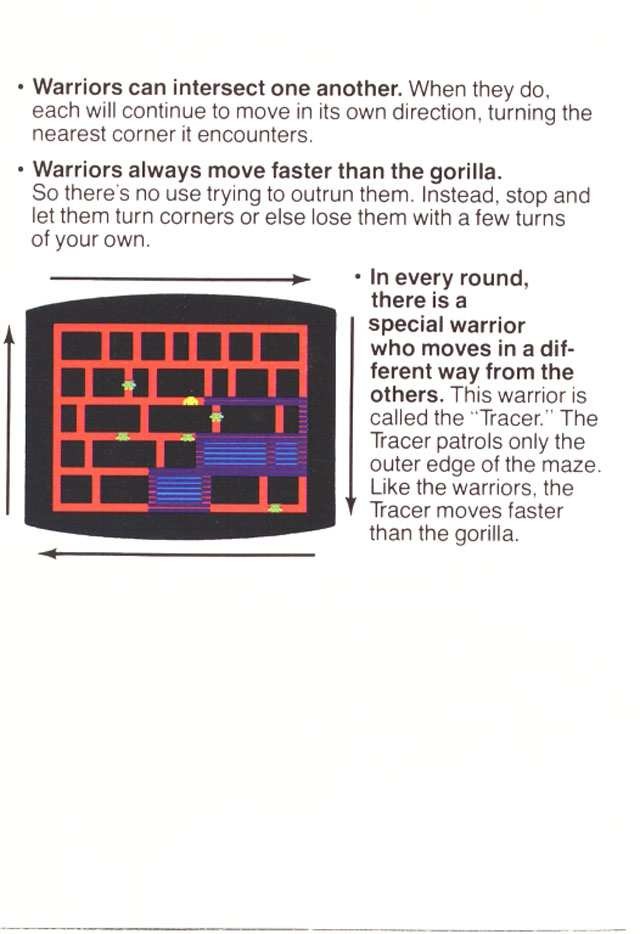 • Warriors can intersect one another. When they do,
each will continue to move in its own direction, turning the
nearest corner it encounters.
• Warriors always move faster than the gorilla.
So there's no use trying to outrun them. Instead, stop and
let them turn corners or else lose them with a few turns
of your own.
• In every round,
there is a
special warrior
who moves in a dif-
ferent way from the
others. This warrior is
called the "Tracer." The
Tracer patrols only the
outer edge of the maze.
Like the warriors, the
Tracer moves faster
than the gorilla.